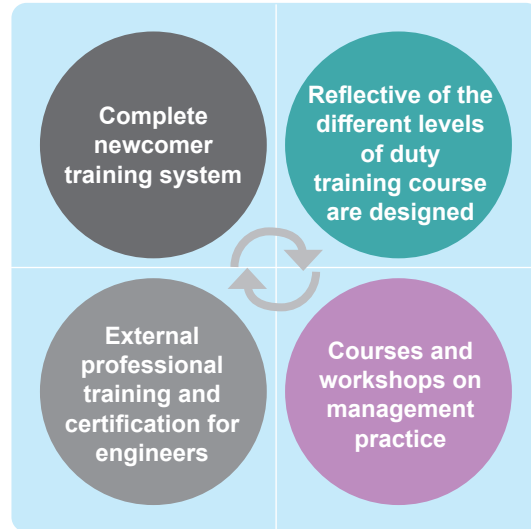 Complete
newcomer
training system
Reflective of the
different levels
of duty
training course
are designed
External
professional
training and
certification for
engineers
Courses and
workshops on
management
practice